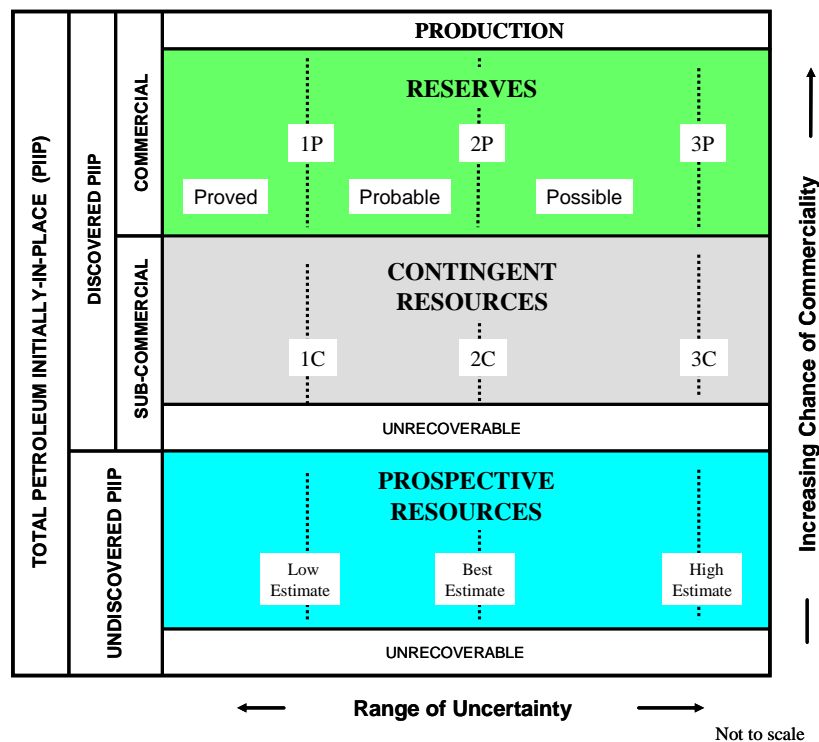 TOTAL PETROLEUM INITIALLY-IN-PLACE (PIIP)
DISCOVERED PIIP
UNDISCOVERED PIIP
COMMERCIAL
SUB-COMMERCIAL
PRODUCTION
RESERVES
1P
2P
3P
Proved
Probable
Possible
CONTINGENT
RESOURCES
1C
2C
3C
UNRECOVERABLE
PROSPECTIVE
RESOURCES
Low
Estimate
Best
Estimate
High
Estimate
UNRECOVERABLE
Increasing Chance of Commerciality
Range of Uncertainty
Not to scale